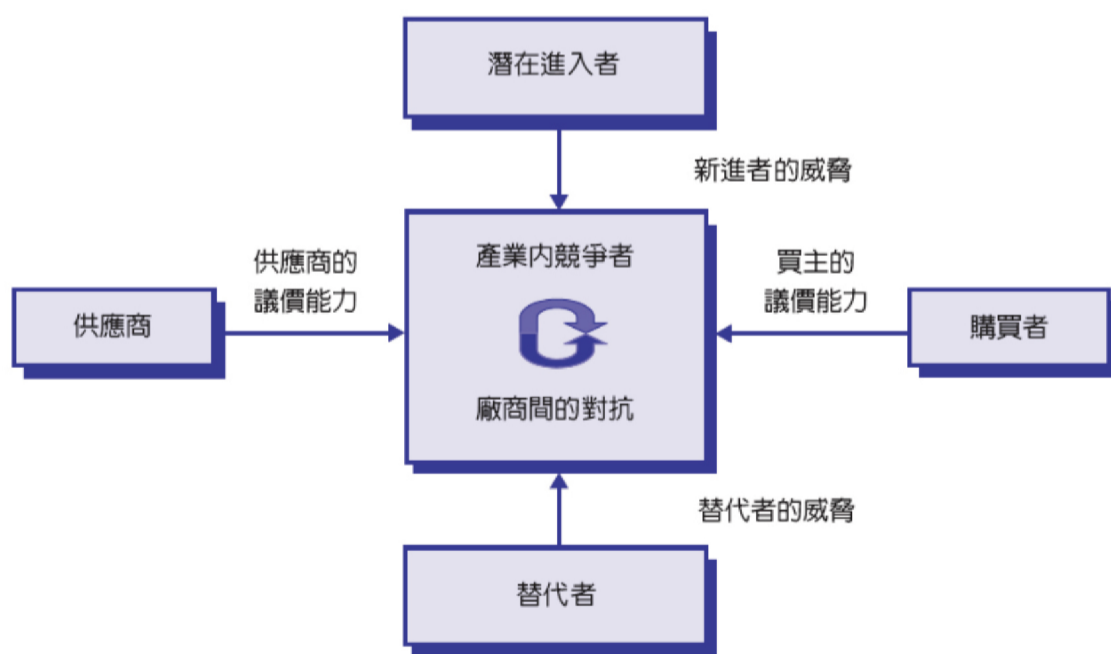 潛在進入者
新進者的威脅
供應商的
議價能力
產業內競爭者
買主的
議價能力
供應商
購買者
廠商間的對抗
替代者的威脅
替代者